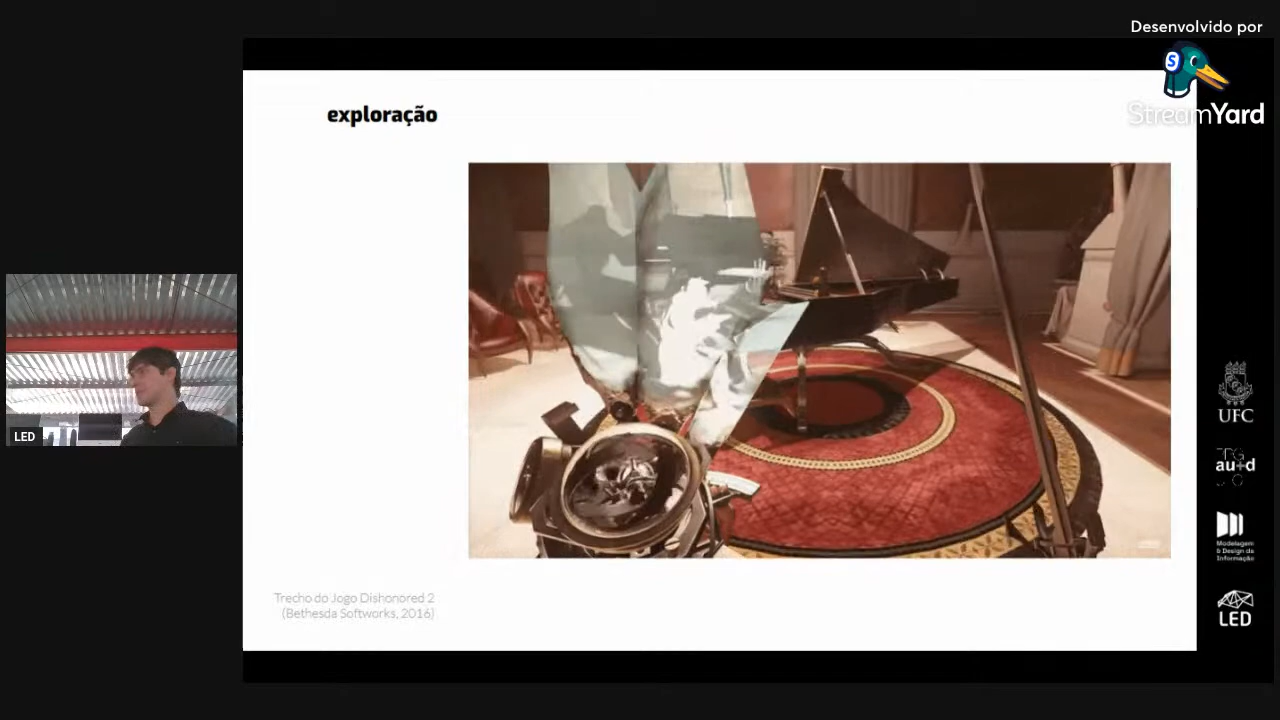 Desenvolvido por
S
StreamYard
exploração
LED
UFC
au+d
Modelagem
& Design da
Informação
LED
Trecho do Jogo Dishonored 2
(Bethesda Softworks, 2016)